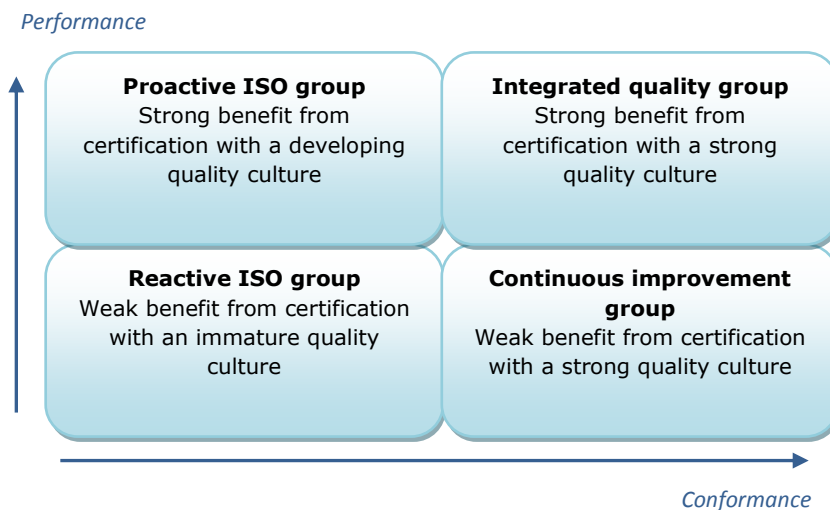 Performance
Proactive ISO group
Strong benefit from
certification with a developing
quality culture
Integrated quality group
Strong benefit from
certification with a strong
quality culture
Reactive ISO group
Weak benefit from certification
with an immature quality
culture
Continuous improvement
group
Weak benefit from certification
with a strong quality culture
Conformance